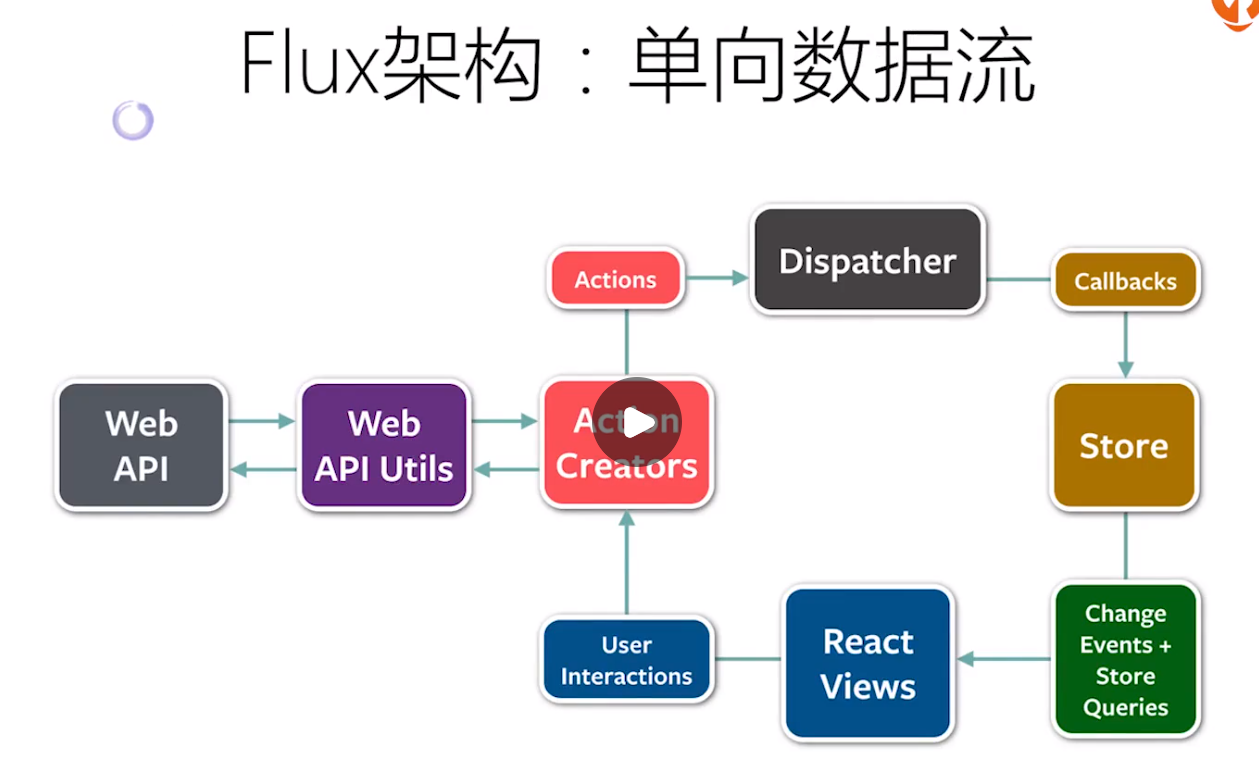 Flux架构：单向数据流
Dispatcher
Actions
Callbacks
Web
API
Web
API Utils
Action
Creators
Store
User
Interactions
React
Views
Change
Events +
Store
Queries